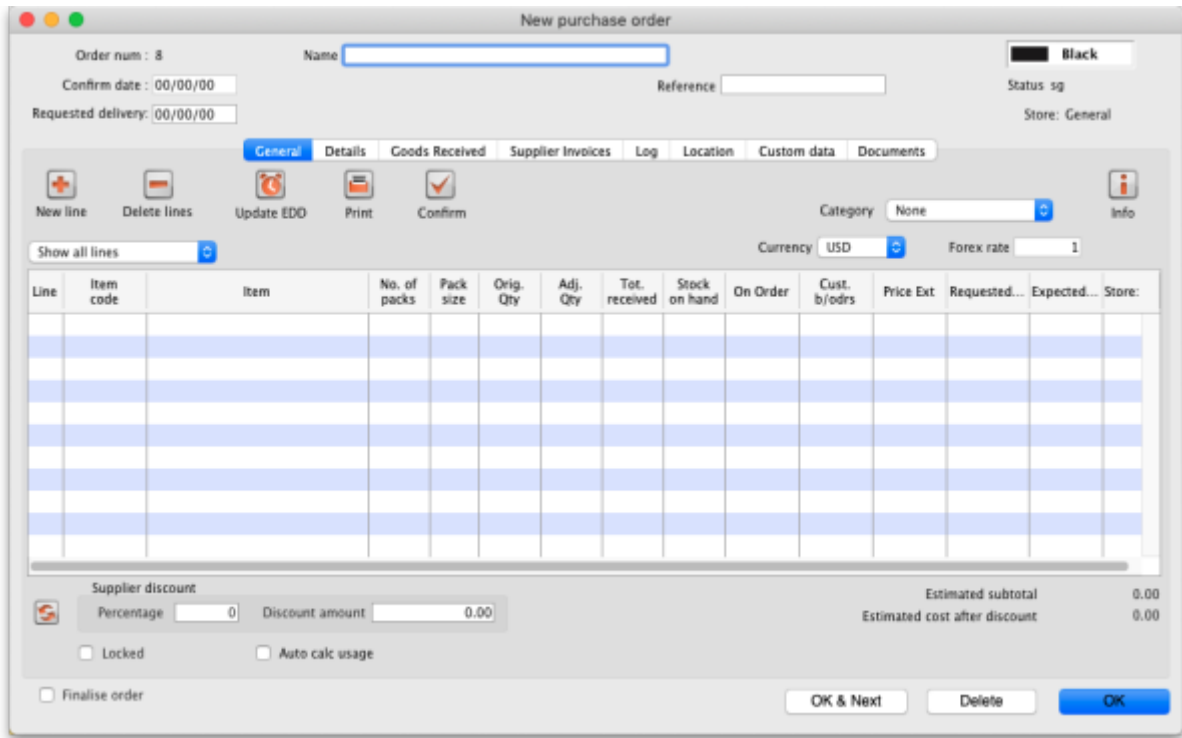 New purchase order
Order num : 8
Name
Black
Confirm date : 00/00/00
Reference
Status sg
Requested delivery: 00/00/00
Store: General
General Details Goods Received Supplier Invoices Log Location Custom data Documents
New line Delete lines Update EDD Print Confirm
Category None
Info
Show all lines
Currency USD
Forex rate 1
Line Item code Item No. of packs Pack size Orig. Qty Adj. Qty Tot. received Stock on hand On Order Cust. b/odrs Price Ext Requested... Expected... Store:
Supplier discount
Estimated subtotal 0.00
Percentage 0 Discount amount 0.00
Estimated cost after discount 0.00
Locked Auto calc usage
Finalise order
OK & Next Delete OK